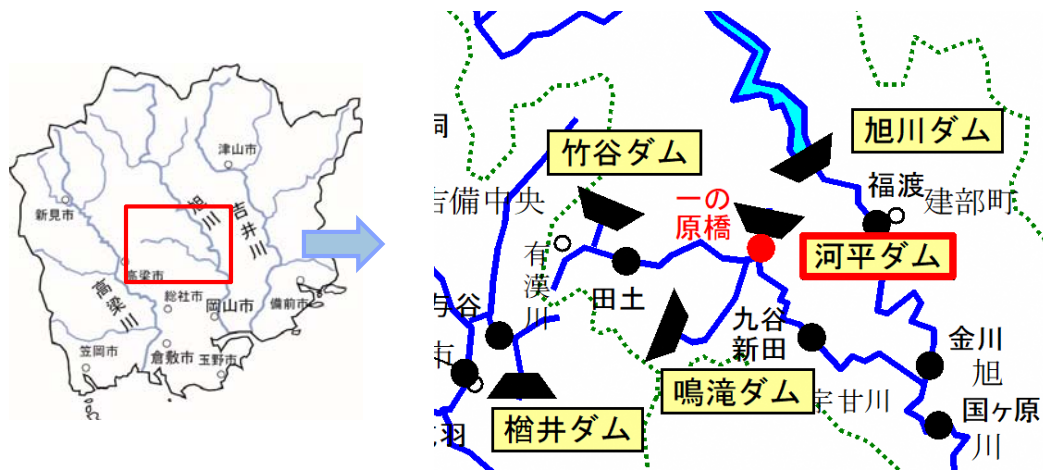 津山市
新見市
旭川
吉井川
高梁市
高梁川
総社市
岡山市
備前市
笠岡市
倉敷市
玉野市
旭川ダム
竹谷ダム
福渡
建部町
吉備中央
一の
原橋
河平ダム
有漢川
田土
九谷
新田
金川
旭
川
鳴滝ダム
宇甘川
国ヶ原
楢井ダム